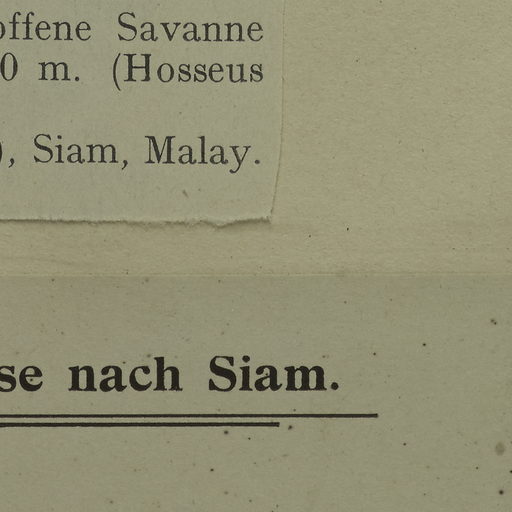 offene Savanne
0 m. (Hosseus
), Siam, Malay.
se nach Siam.